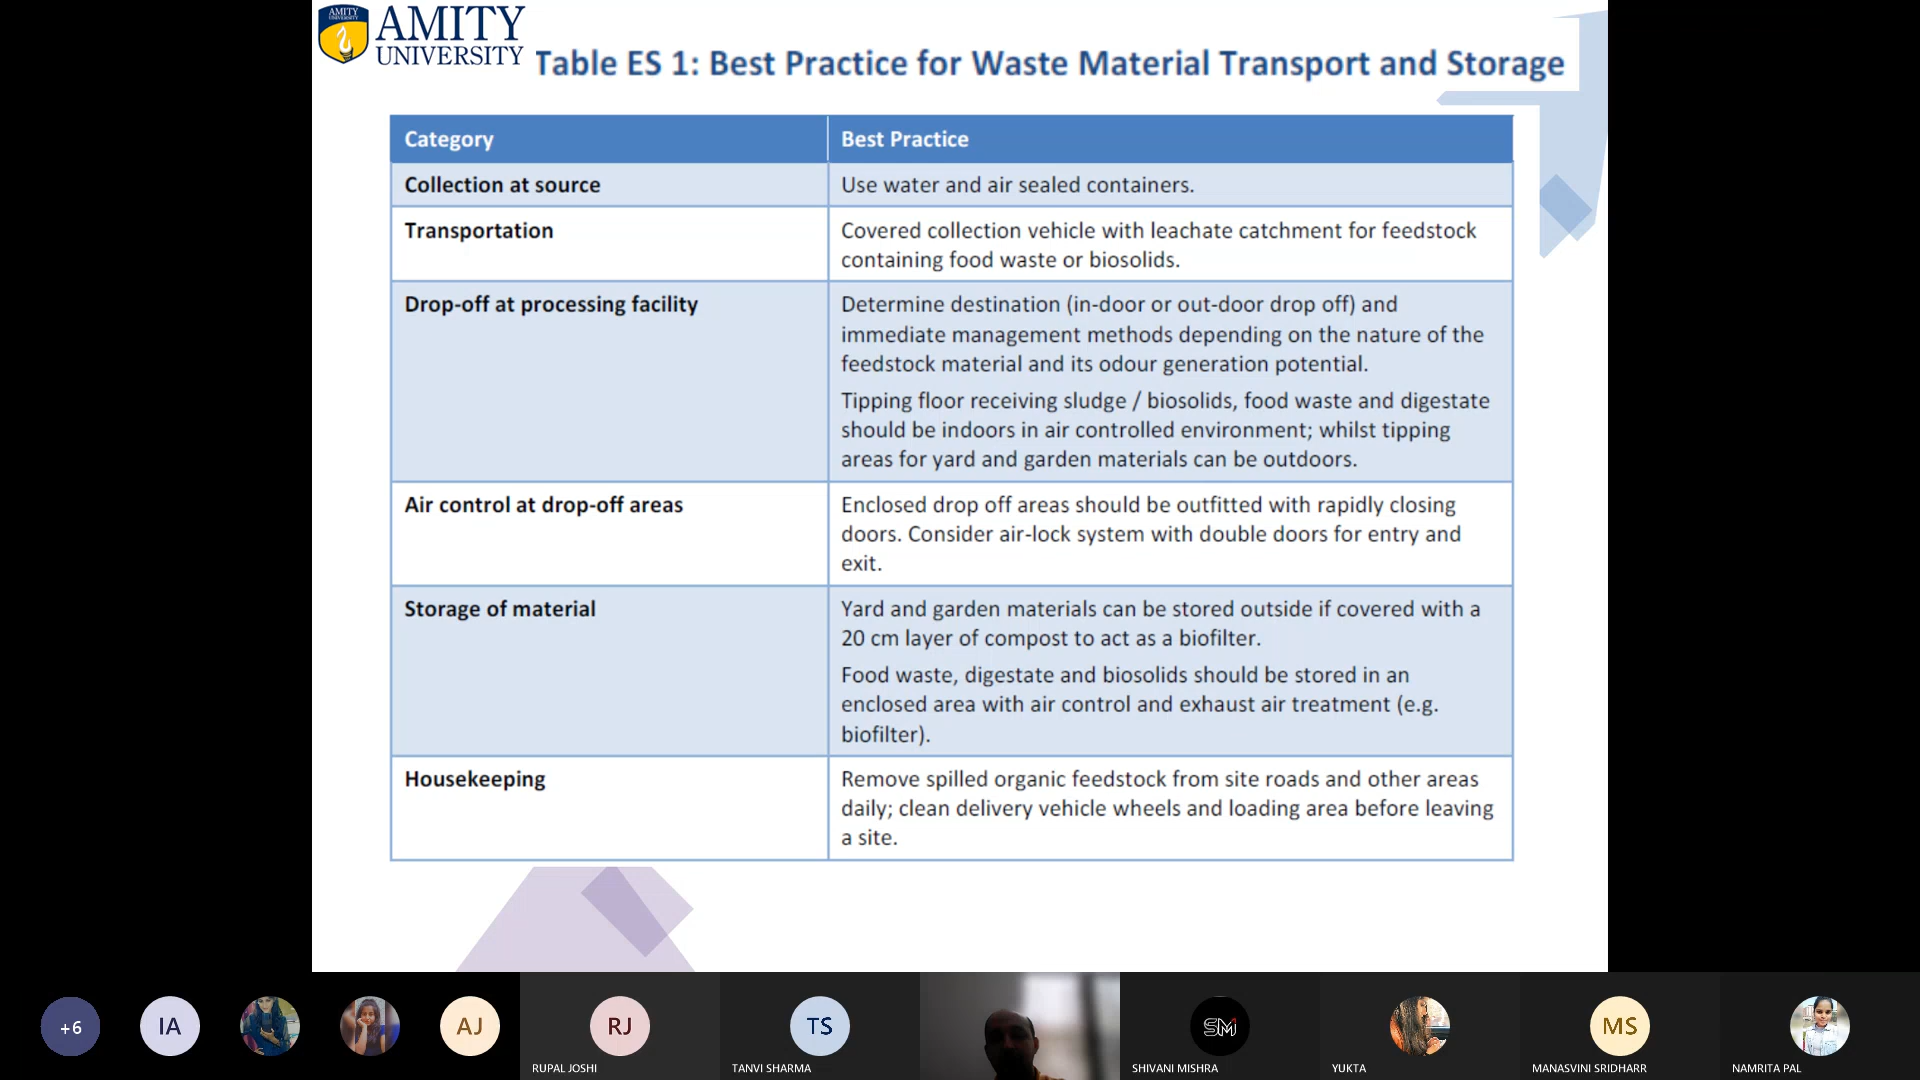 AMITY
UNIVERSITY
AMITY
UNIVERSITY
Table ES 1: Best Practice for Waste Material Transport and Storage
Category
Best Practice
Collection at source
Use water and air sealed containers.
Transportation
Covered collection vehicle with leachate catchment for feedstock
containing food waste or biosolids.
Drop-off at processing facility
Determine destination (in-door or out-door drop off) and
immediate management methods depending on the nature of the
feedstock material and its odour generation potential.
Tipping floor receiving sludge / biosolids, food waste and digestate
should be indoors in air controlled environment; whilst tipping
areas for yard and garden materials can be outdoors.
Air control at drop-off areas
Enclosed drop off areas should be outfitted with rapidly closing
doors. Consider air-lock system with double doors for entry and
exit.
Storage of material
Yard and garden materials can be stored outside if covered with a
20 cm layer of compost to act as a biofilter.
Food waste, digestate and biosolids should be stored in an
enclosed area with air control and exhaust air treatment (e.g.
biofilter).
Housekeeping
Remove spilled organic feedstock from site roads and other areas
daily; clean delivery vehicle wheels and loading area before leaving
a site.
+6
IA
AJ
RJ
RUPAL JOSHI
TS
TANVI SHARMA
SM
SHIVANI MISHRA
YUKTA
MS
MANASVINI SRIDHARR
NAMRITA PAL